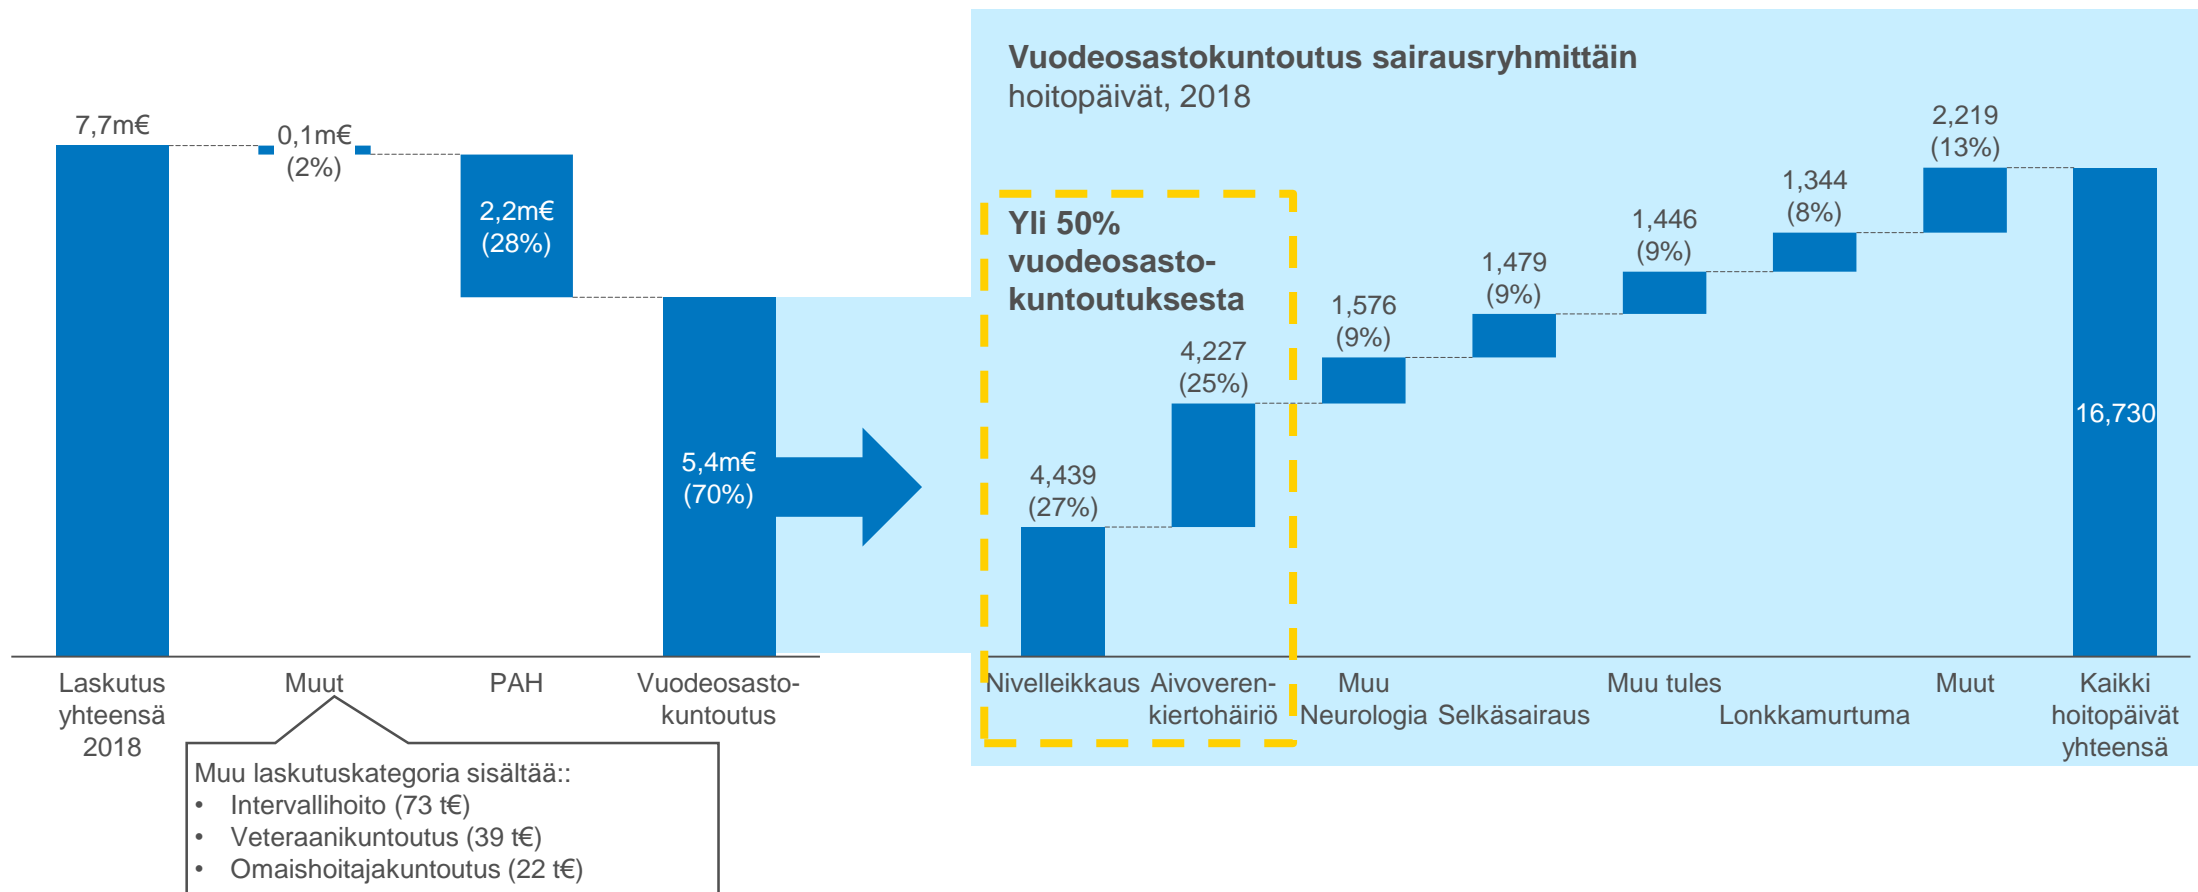 7,7m€
0,1m€
(2%)
2,2m€
(28%)
5,4m€
(70%)
Laskutus
yhteensä
2018
Muut
PAH
Vuodeosasto-
kuntoutus
Muu laskutuskategoria sisältää::
• Intervallihoito (73 t€)
• Veteraanikuntoutus (39 t€)
• Omaishoitajakuntoutus (22 t€)
Vuodeosastokuntoutus sairausryhmittäin
hoitopäivät, 2018
Yli 50%
vuodeosasto-
kuntoutuksesta
4,439
(27%)
4,227
(25%)
1,576
(9%)
1,479
(9%)
1,446
(9%)
1,344
(8%)
2,219
(13%)
16,730
Nivelleikkaus
Aivoveren-
kiertohäiriö
Muu
Neurologia
Selkäsairaus
Muu tules
Lonkkamurtuma
Muut
Kaikki
hoitopäivät
yhteensä